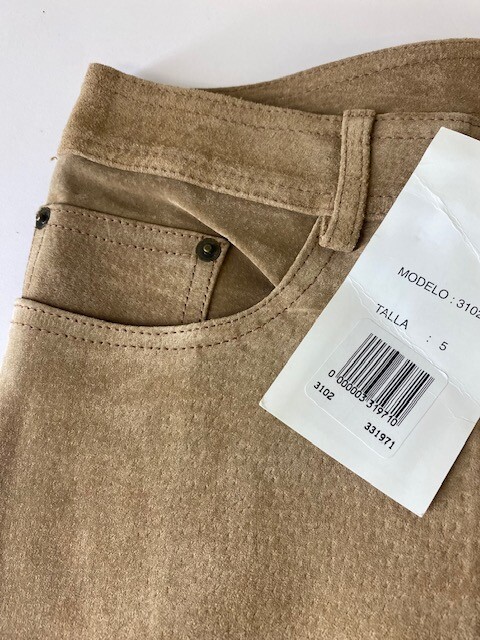 MODELO : 3102
TALLA : 5
0 000003 319710
3102 331971